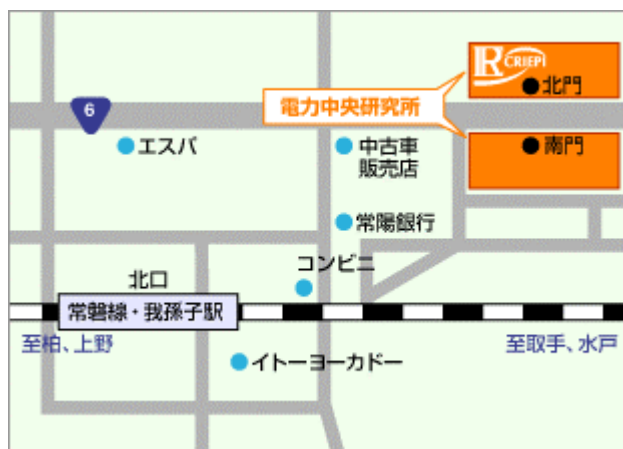 CRIEPI
北門
電力中央研究所
6
エスパ
中古車
販売店
南門
常陽銀行
コンビニ
北口
常磐線・我孫子駅
至柏、上野
至取手、水戸
イトーヨーカドー